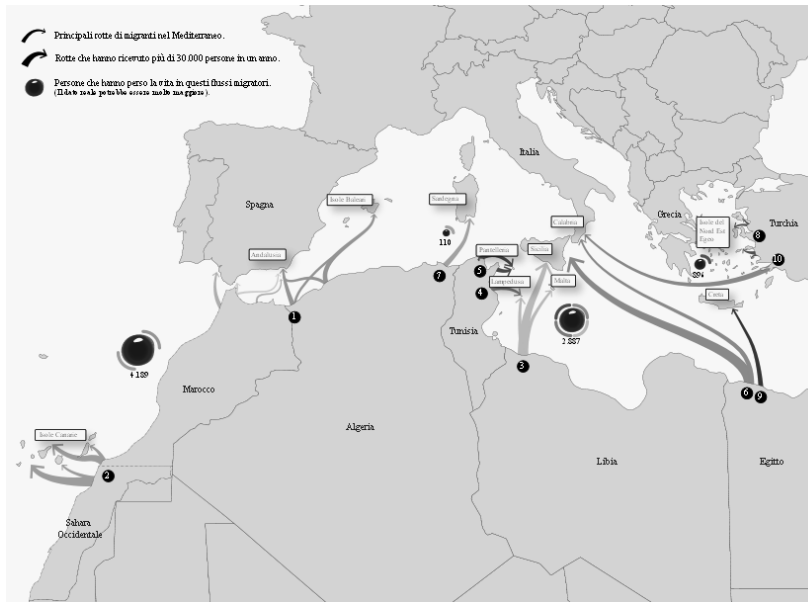 Principali rotte di migranti nel Mediterraneo.
Rotte che hanno ricevuto più di 30.000 persone in un anno.
Persone che hanno perso la vita in questi flussi migratori.
(Il dato reale potrebbe essere molto maggiore).
Italia
Isole Baleari
Sardegna
Spagna
Calabria
Grecia
Isole del
Nord Est
Egeo
Turchia
8
110
Pantelleria
Sicilia
Andalusia
7
5
10
Lampedusa
Malta
4
Creta
1
Tunisia
2.887
3
4.189
Marocco
6
9
Algeria
Isole Canarie
Libia
Egitto
2
Sahara
Occidentale